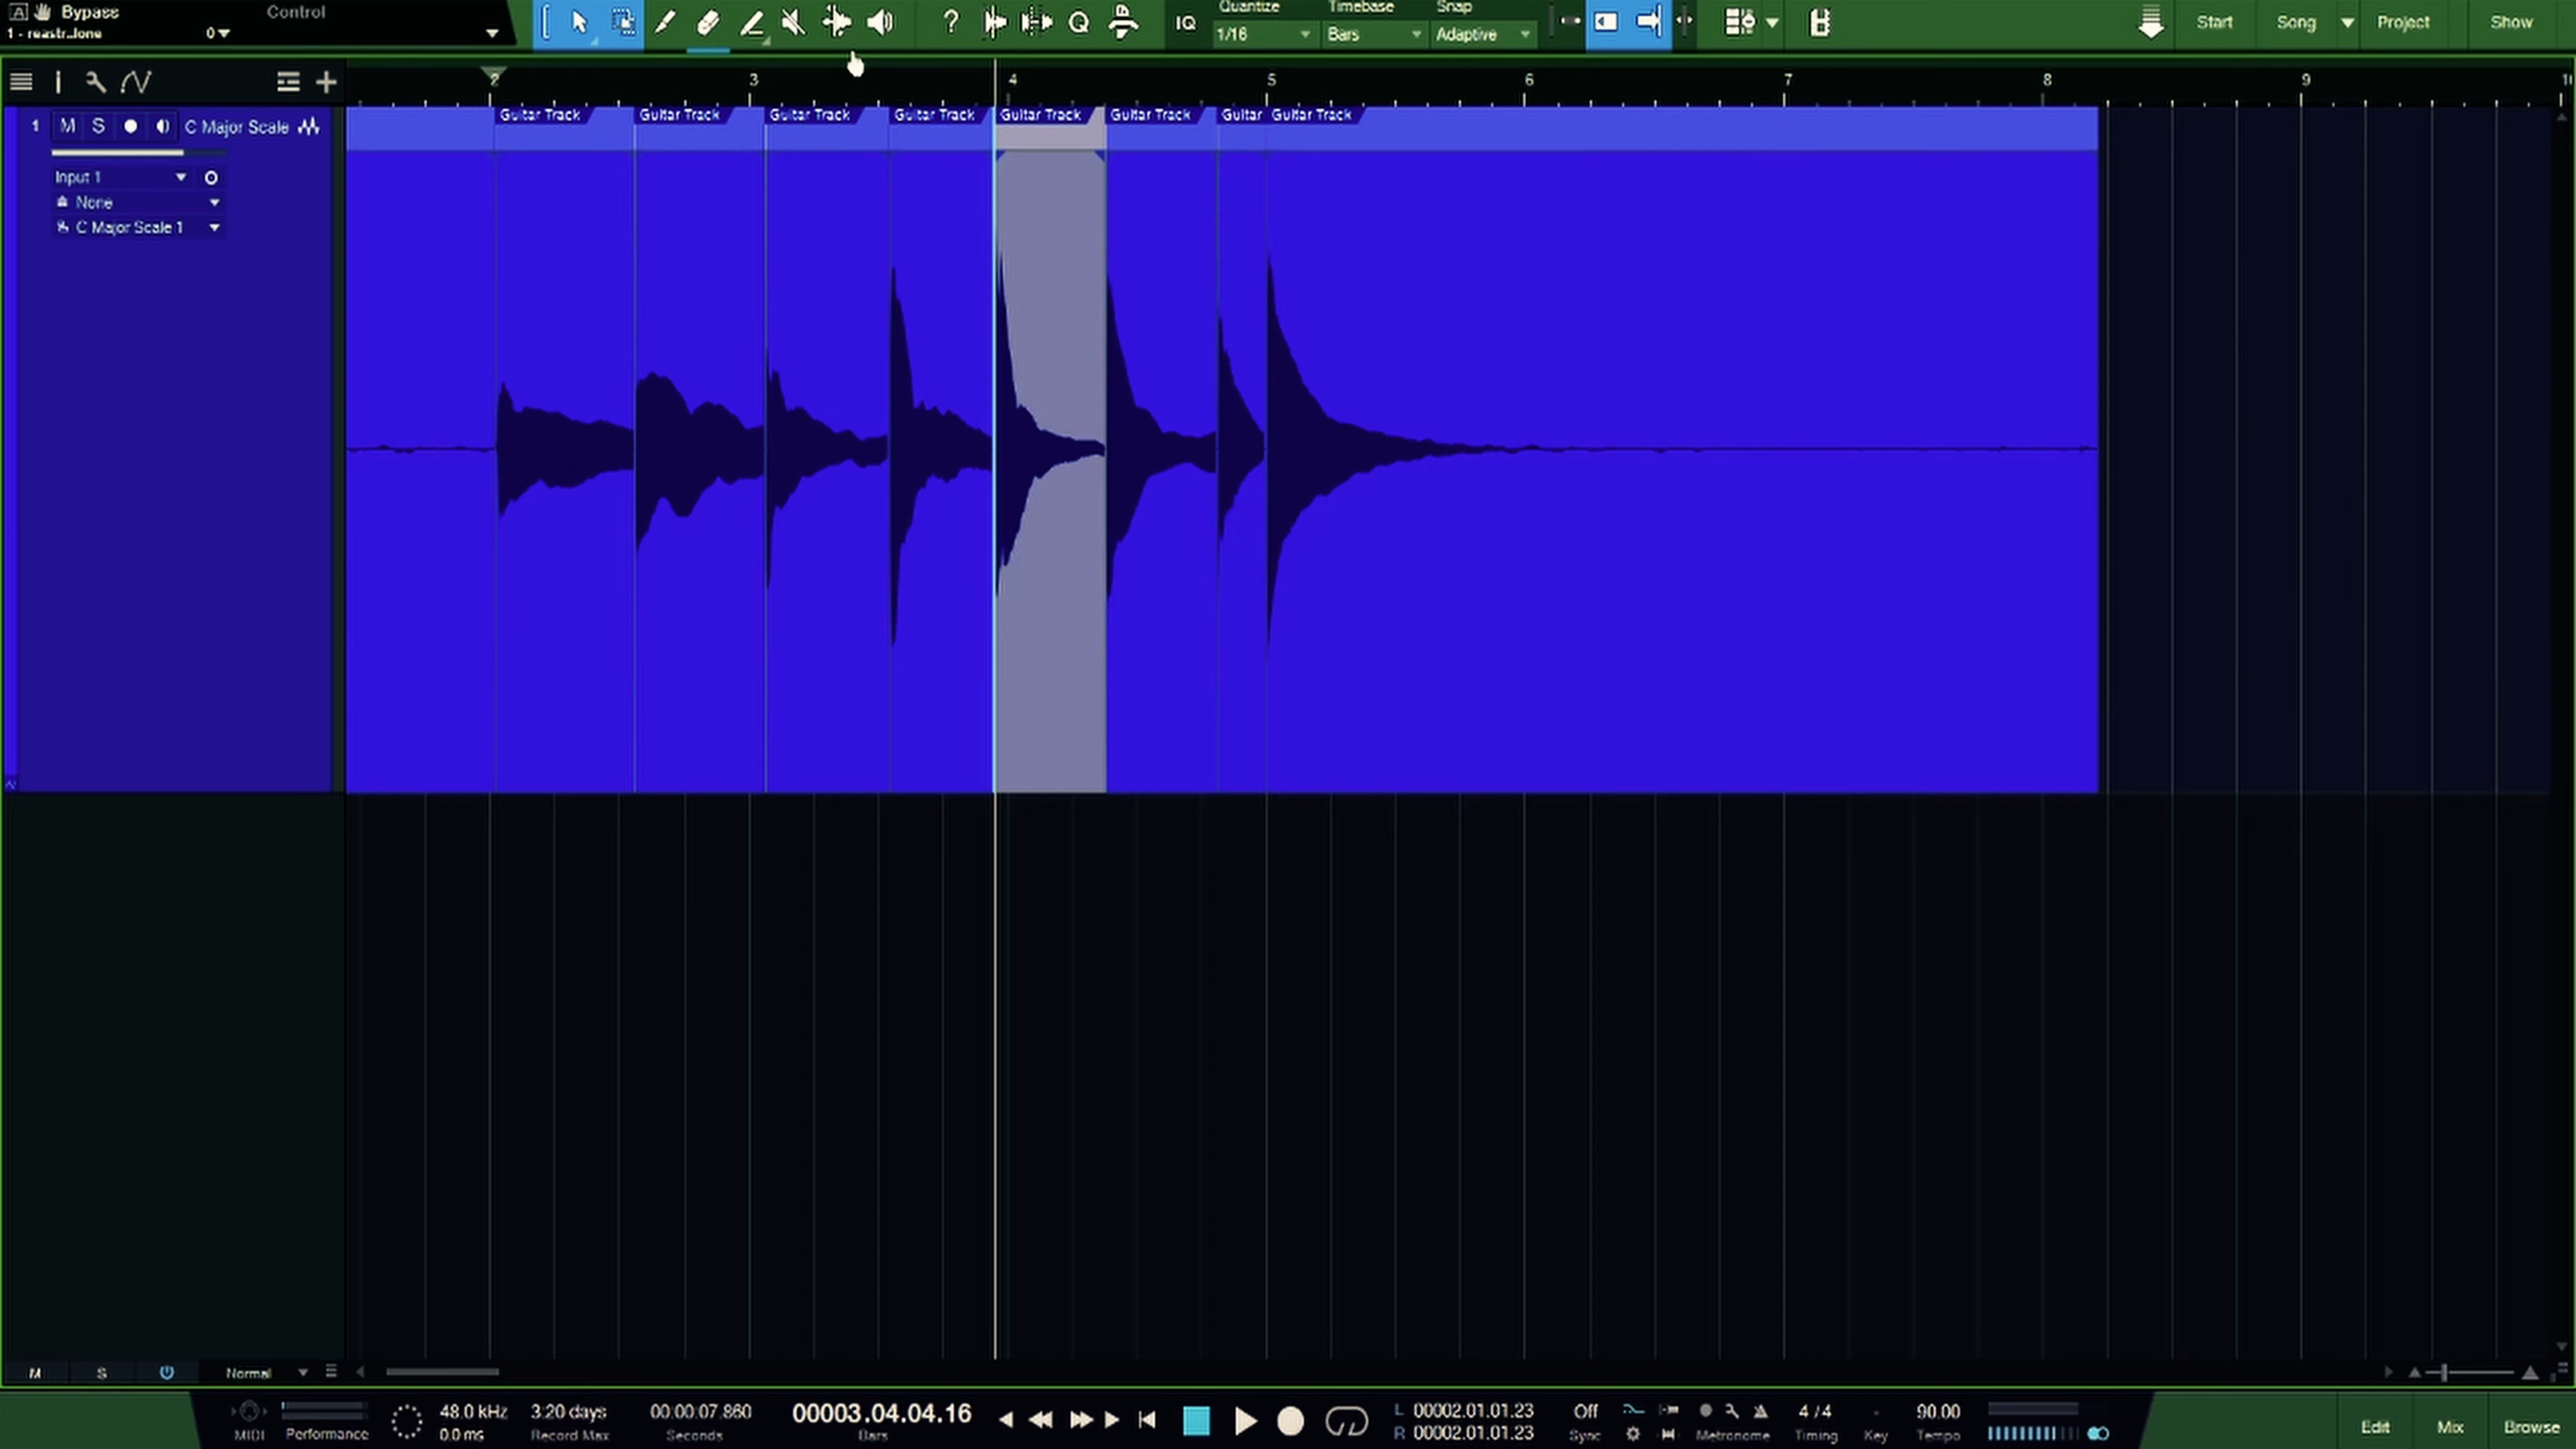 A Bypass Control
1 - reastr..lone 0
Quantize Timebase Snap
IQ 1/16 Bars Adaptive
Start Song Project Show
2 3 4 5 6 7 8 9
1 M S C Major Scale
Guitar Track Guitar Track Guitar Track Guitar Track Guitar Track Guitar Track Guitar Guitar Track
Input 1
None
C Major Scale 1
M S Normal
48.0 kHz 3:20 days 00:00:07.860 00003.04.04.16 L 00002.01.01.23 Off 4 / 4 - 90.00
MIDI Performance 0.0 ms Record Max Seconds Bars R 00002.01.01.23 Sync Metronome Timing Key Tempo
Edit Mix Browse